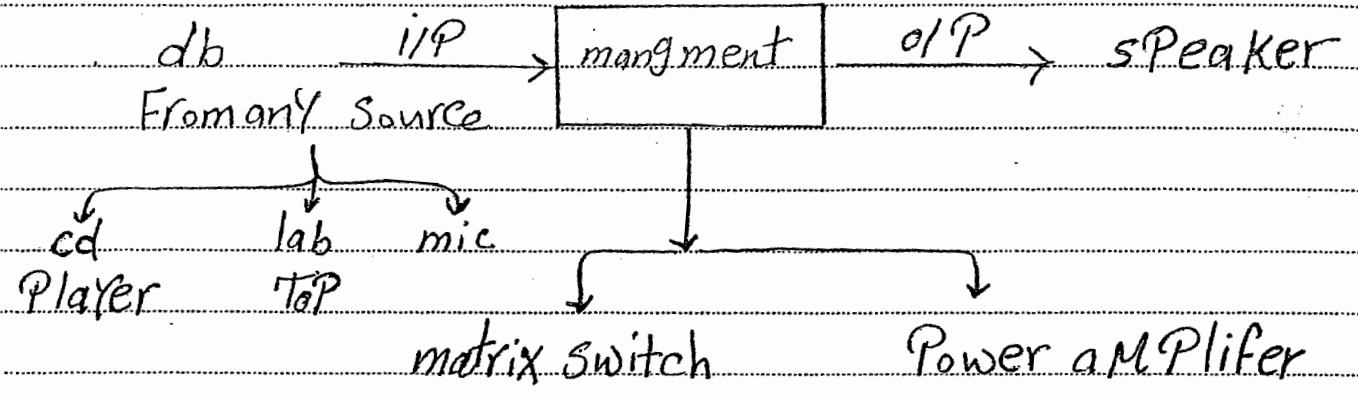 db i/P mangment o/P sPeaker
From any source
cd lab mic
Player ToP
matrix switch Power aMPlifer